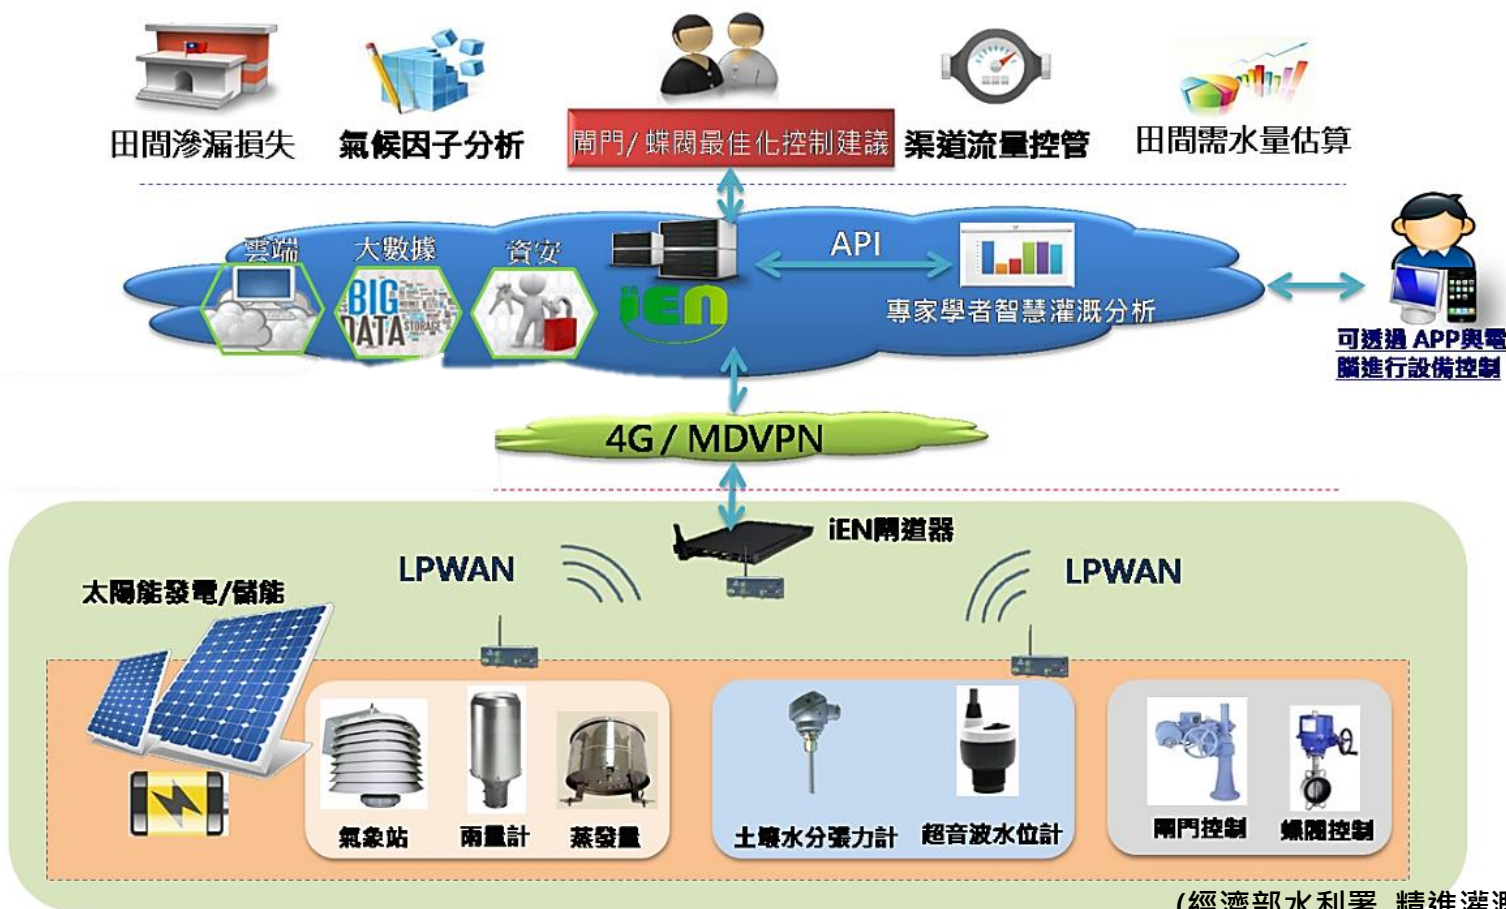 田間滲漏損失
氣候因子分析
閘門/ 蝶閥最佳化控制建議
渠道流量控管
田間需水量估算
雲端
大數據
資安
API
BIG
DATA
STORAGE
iEN
專家學者智慧灌溉分析
可透過 APP與電
腦進行設備控制
4G / MDVPN
iEN閘道器
LPWAN
LPWAN
太陽能發電/儲能
氣象站
雨量計
蒸發量
土壤水分張力計
超音波水位計
閘門控制
蝶閥控制
(經濟部水利署 精進灌溉